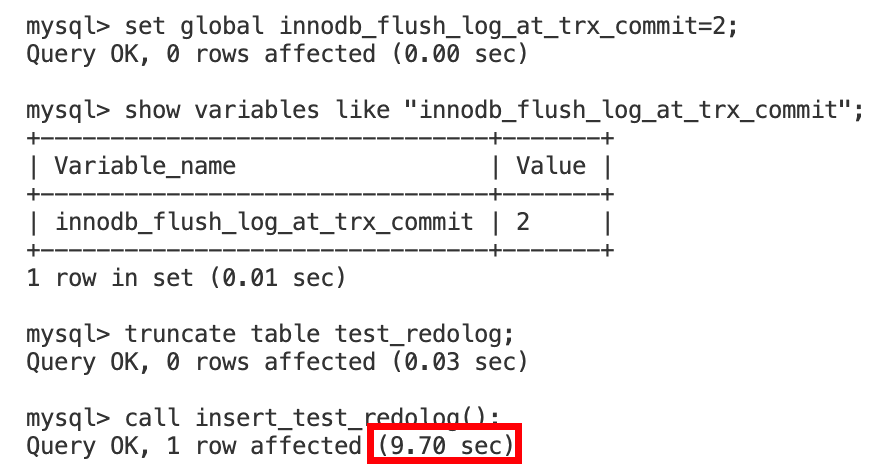 mysql> set global innodb_flush_log_at_trx_commit=2;
Query OK, 0 rows affected (0.00 sec)
mysql> show variables like "innodb_flush_log_at_trx_commit";
+--------------------------------+-------+
| Variable_name                  | Value |
+--------------------------------+-------+
| innodb_flush_log_at_trx_commit | 2     |
+--------------------------------+-------+
1 row in set (0.01 sec)
mysql> truncate table test_redolog;
Query OK, 0 rows affected (0.03 sec)
mysql> call insert_test_redolog();
Query OK, 1 row affected (9.70 sec)